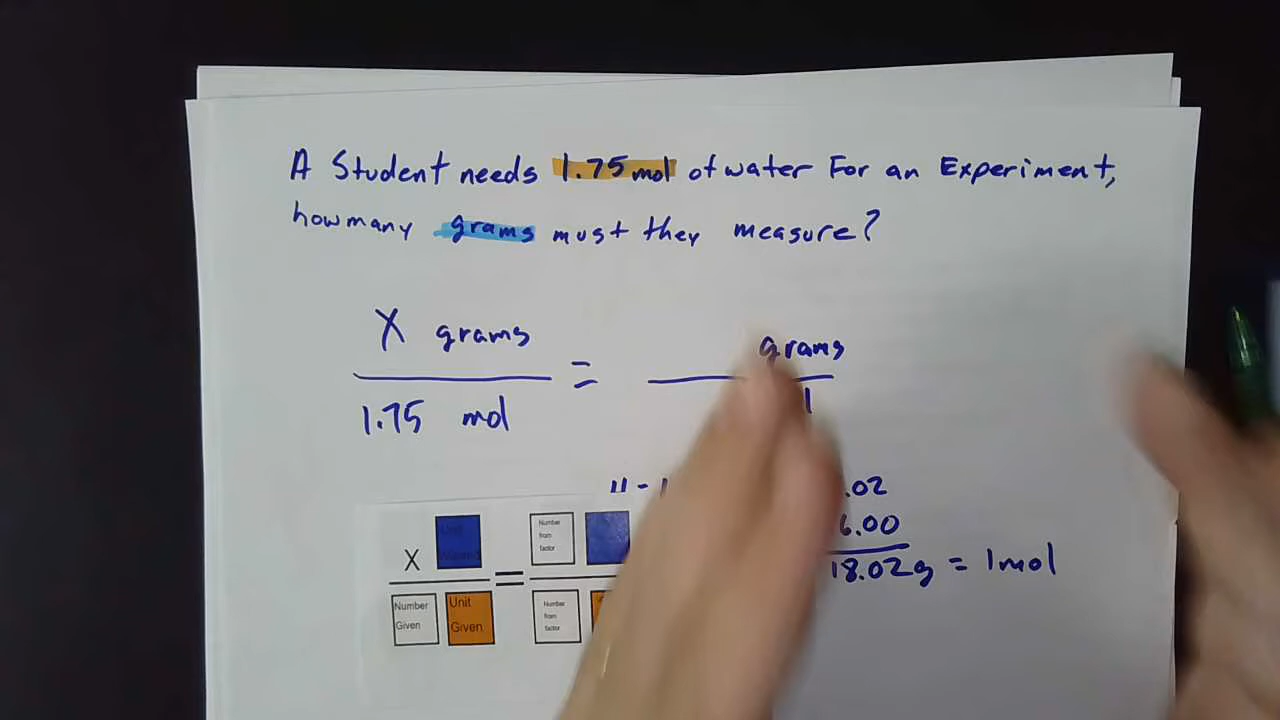 A Student needs 1.75 mol of water For an Experiment,
how many grams must they measure?
X grams
1.75 mol
=
grams
H -
.02
6.00
18.02g = 1mol
X
=
Number Given
Unit Given
Number from factor
Number from factor